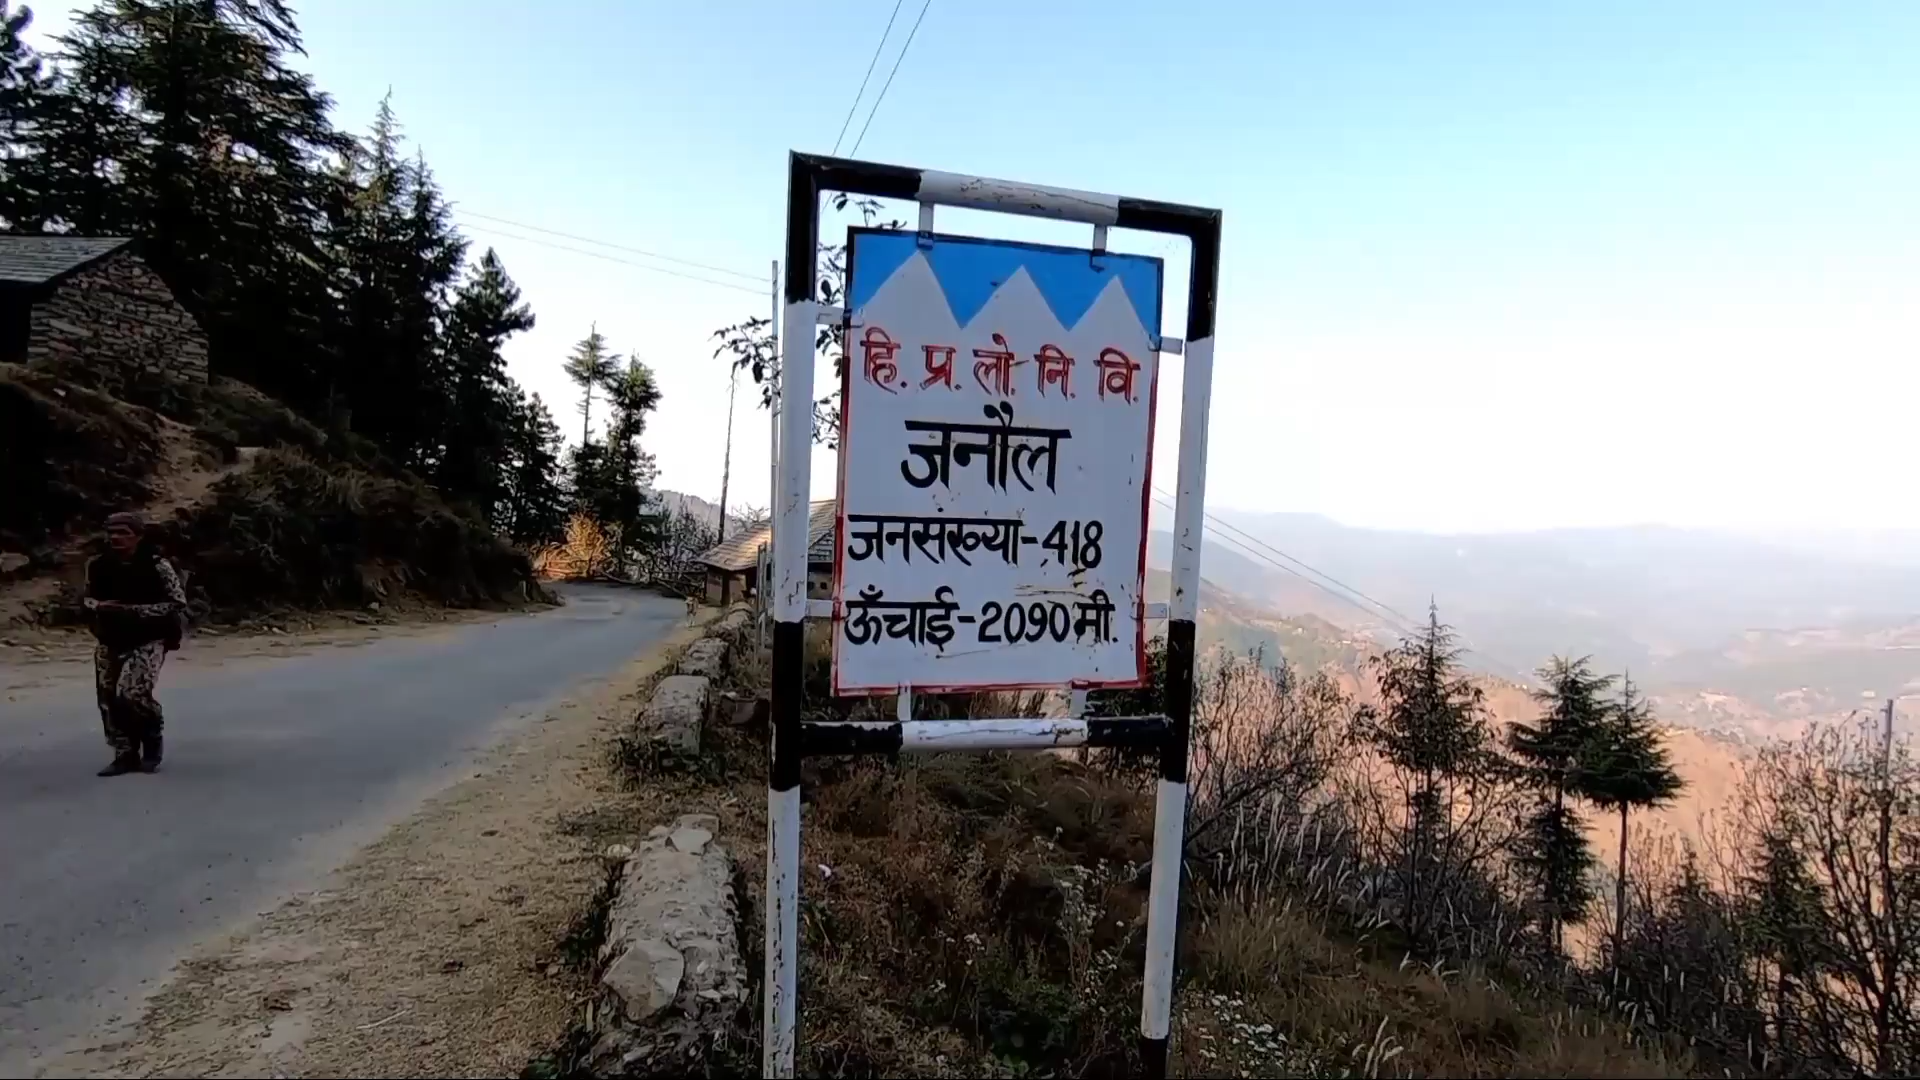 हि. प्र. लो. नि. वि.
जनौल
जनसंख्या-418
ऊँचाई-2090 मी.